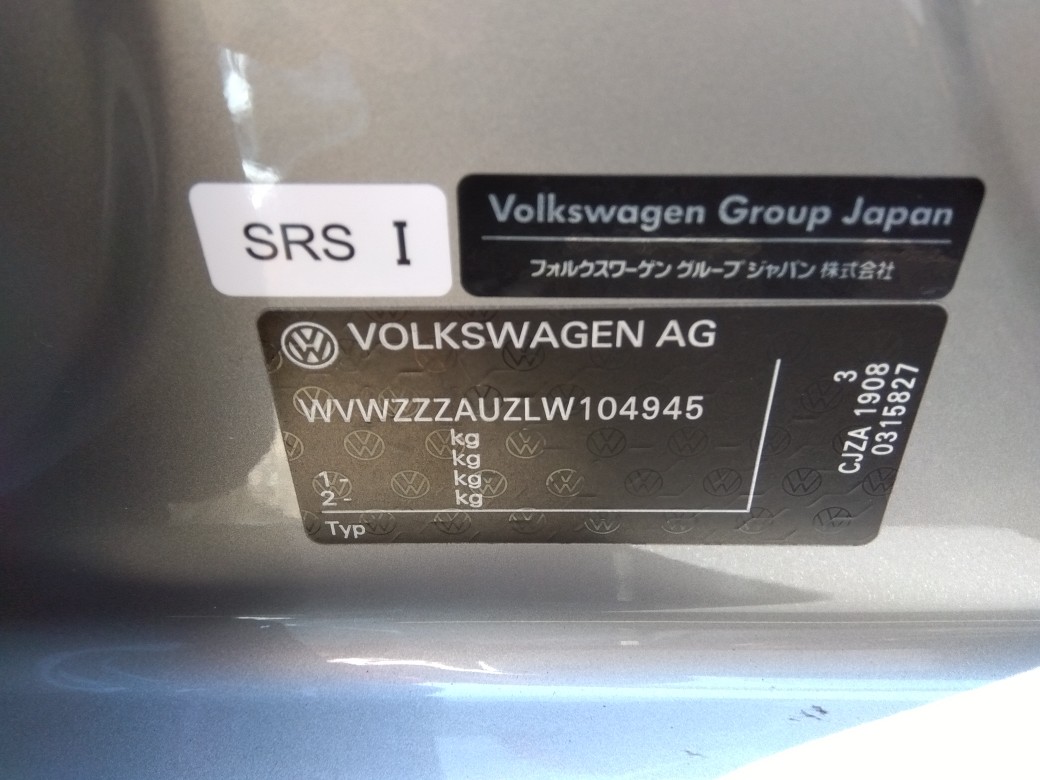 SRS I
Volkswagen Group Japan
フォルクスワーゲン グループ ジャパン 株式会社
VOLKSWAGEN AG
WVWZZZAUZLW104945
kg
kg
1 - kg
2 - kg
Typ
3
CJZA 1908
0315827